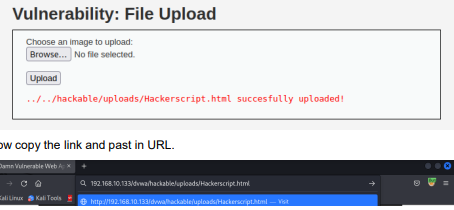 Vulnerability: File Upload
Choose an image to upload:
Browse... No file selected.
Upload
../../hackable/uploads/Hackerscript.html succesfully uploaded!
ow copy the link and past in URL.
Damn Vulnerable Web Ap × +
192.168.10.133/dvwa/hackable/uploads/Hackerscript.html
Kali Linux Kali Tools http://192.168.10.133/dvwa/hackable/uploads/Hackerscript.html — Visit